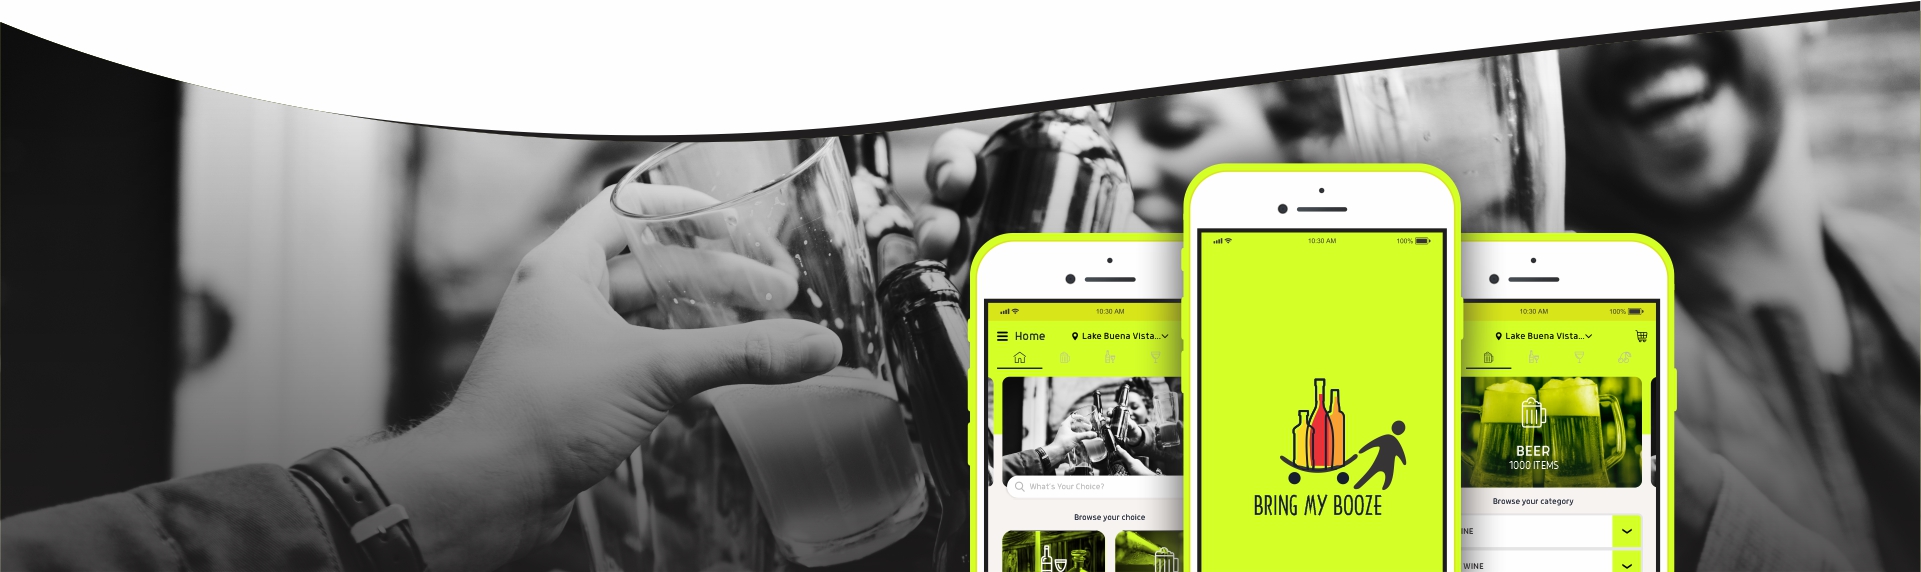 10:30 AM
Home
Lake Buena Vista...
What's Your Choice?
Browse your choice
10:30 AM
100%
BRING MY BOOZE
10:30 AM
100%
Lake Buena Vista...
BEER
1000 ITEMS
Browse your category
WINE